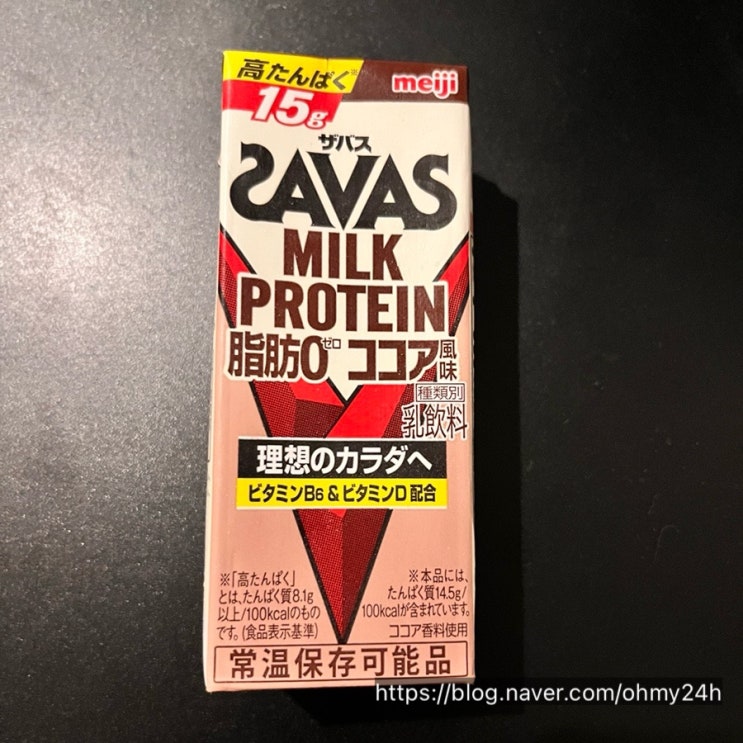 高たんぱく※
meiji
15g
ザバス
SAVAS
MILK
PROTEIN
脂肪0ゼロ ココア風味
種類別
乳飲料
理想のカラダへ
ビタミンB6 & ビタミンD 配合
※「高たんぱく」
とは、たんぱく質8.1g
以上/100kcalのもの
です。(食品表示基準)
※本品には、
たんぱく質14.5g/
100kcalが含まれています。
ココア香料使用
常温保存可能品
https://blog.naver.com/ohmy24h